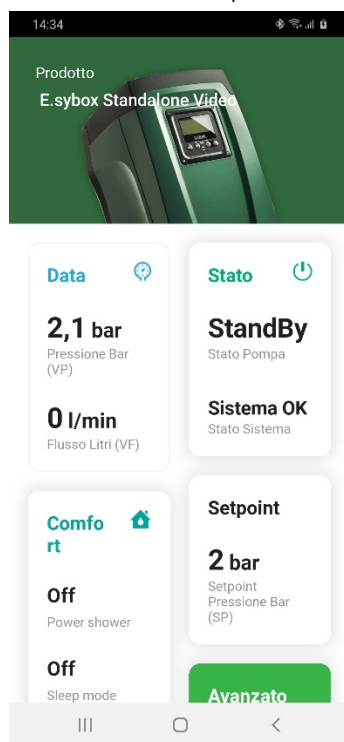 14:34
Prodotto
E.sybox Standalone Video
Data
2,1 bar
Pressione Bar
(VP)
0 l/min
Flusso Litri (VF)
Stato
StandBy
Stato Pompa
Sistema OK
Stato Sistema
Comfo
rt
Off
Power shower
Off
Sleep mode
Setpoint
2 bar
Setpoint
Pressione Bar
(SP)
Avanzato